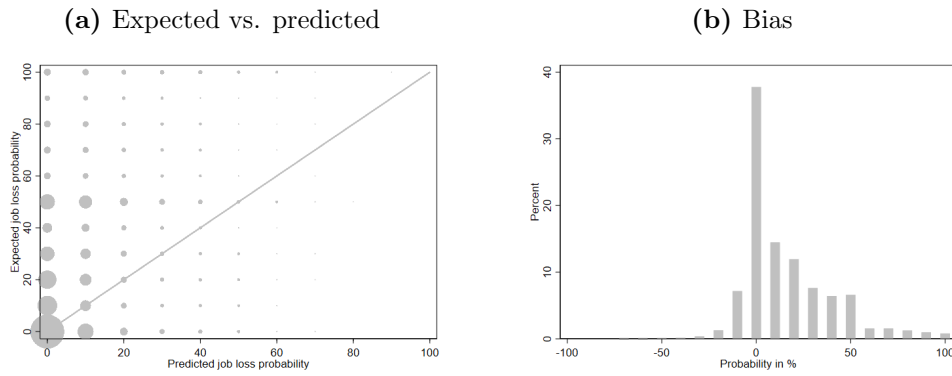 (a) Expected vs. predicted
(b) Bias
Expected job loss probability
100
80
60
40
20
0
0 20 40 60 80 100
Predicted job loss probability
Percent
40
30
20
10
0
-100 -50 0 50 100
Probability in %